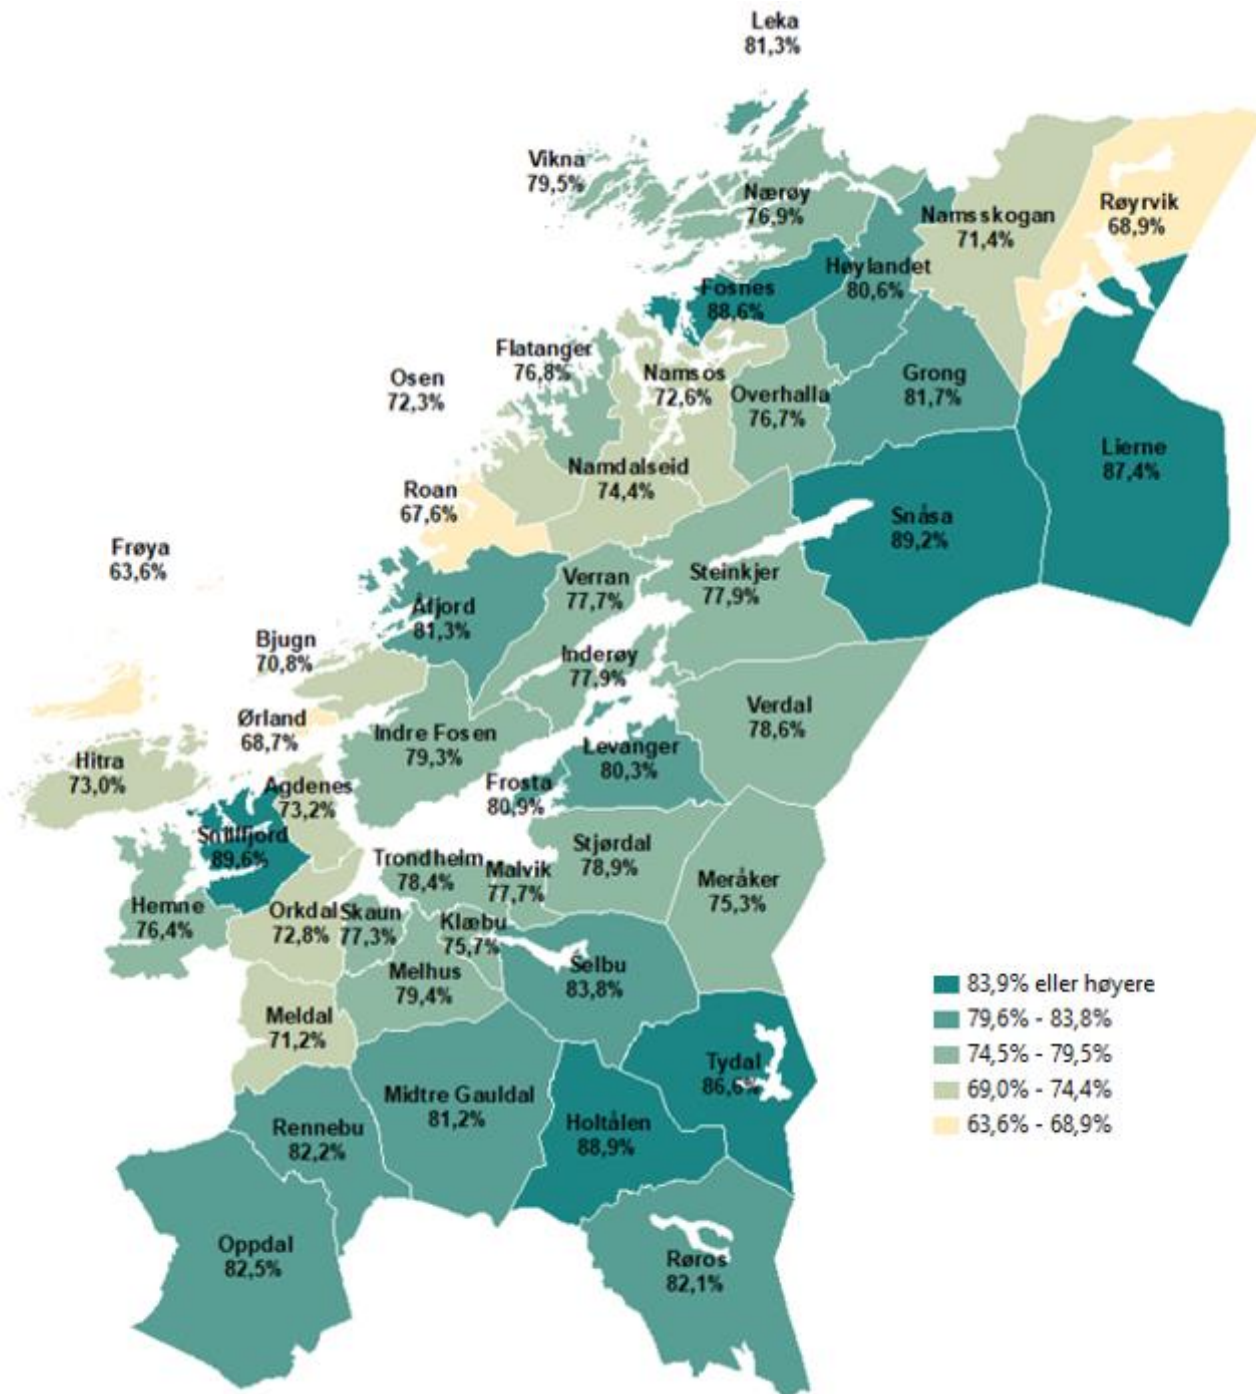 Leka
81,3%
Vikna
79,5%
Nærøy
76,9%
Namsskogan
71,4%
Røyrvik
68,9%
Høylandet
80,6%
Fosnes
88,6%
Flatanger
76,8%
Osen
72,3%
Namsos
72,6%
Overhalla
76,7%
Grong
81,7%
Lierne
87,4%
Namdalseid
74,4%
Roan
67,6%
Snåsa
89,2%
Frøya
63,6%
Verran
77,7%
Steinkjer
77,9%
Åfjord
81,3%
Bjugn
70,8%
Inderøy
77,9%
Verdal
78,6%
Ørland
68,7%
Indre Fosen
79,3%
Levanger
80,3%
Hitra
73,0%
Agdenes
73,2%
Frosta
80,9%
Snillfjord
89,6%
Stjørdal
78,9%
Trondheim
78,4%
Malvik
77,7%
Meråker
75,3%
Hemne
76,4%
Orkdal
72,8%
Skaun
77,3%
Klæbu
75,7%
Melhus
79,4%
Selbu
83,8%
Meldal
71,2%
Tydal
86,6%
Midtre Gauldal
81,2%
Rennebu
82,2%
Holtålen
88,9%
Oppdal
82,5%
Røros
82,1%
83,9% eller høyere
79,6% - 83,8%
74,5% - 79,5%
69,0% - 74,4%
63,6% - 68,9%